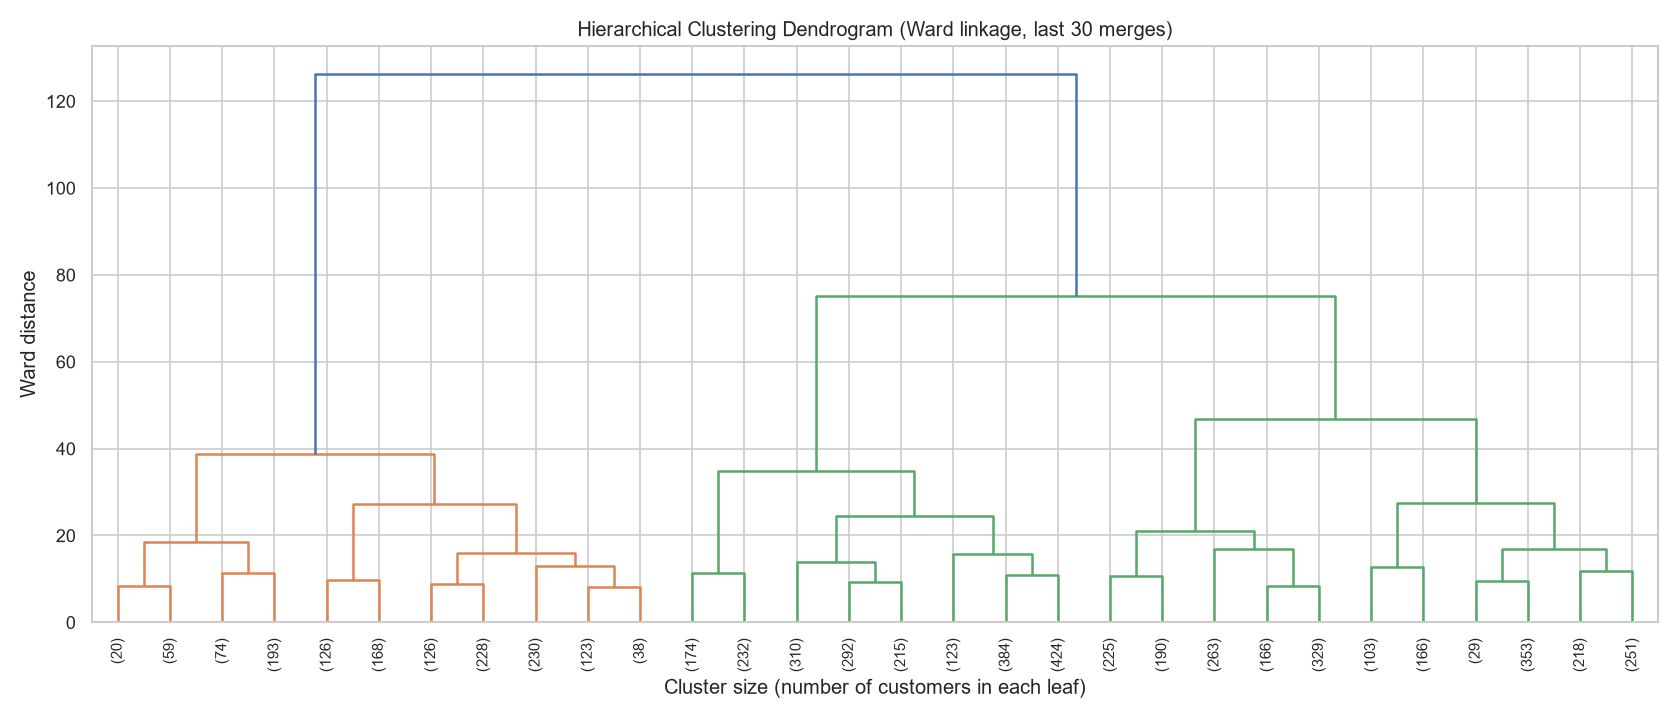 Hierarchical Clustering Dendrogram (Ward linkage, last 30 merges)
120
100
80
60
40
20
0
Ward distance
(20) (59) (74) (193) (126) (168) (126) (228) (230) (123) (38) (174) (232) (310) (292) (215) (123) (384) (424) (225) (190) (263) (166) (329) (103) (166) (29) (353) (218) (251)
Cluster size (number of customers in each leaf)